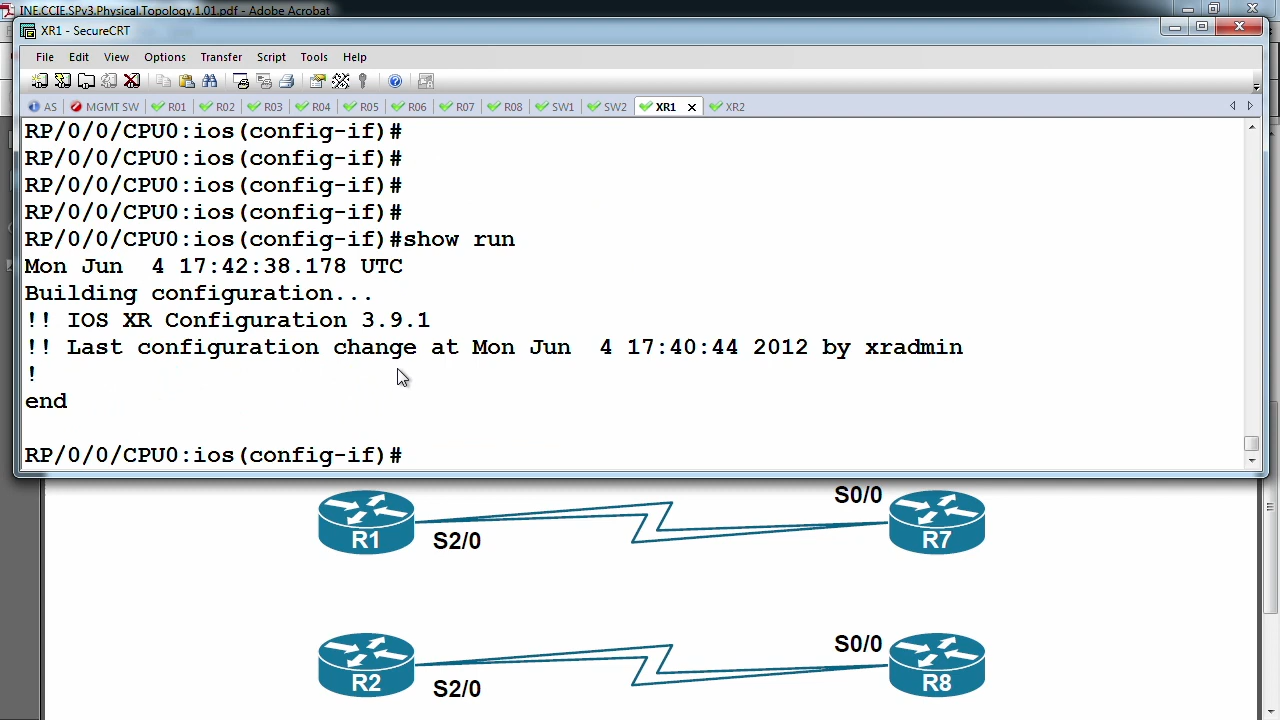 INE.CCIE.SPv3.Physical.Topology.1.01.pdf - Adobe Acrobat
XR1 - SecureCRT
File Edit View Options Transfer Script Tools Help
AS MGMT SW R01 R02 R03 R04 R05 R06 R07 R08 SW1 SW2 XR1 XR2
RP/0/0/CPU0:ios(config-if)#
RP/0/0/CPU0:ios(config-if)#
RP/0/0/CPU0:ios(config-if)#
RP/0/0/CPU0:ios(config-if)#
RP/0/0/CPU0:ios(config-if)#show run
Mon Jun  4 17:42:38.178 UTC
Building configuration...
!! IOS XR Configuration 3.9.1
!! Last configuration change at Mon Jun  4 17:40:44 2012 by xradmin
!
end
RP/0/0/CPU0:ios(config-if)#
R1 S2/0 S0/0 R7
R2 S2/0 S0/0 R8